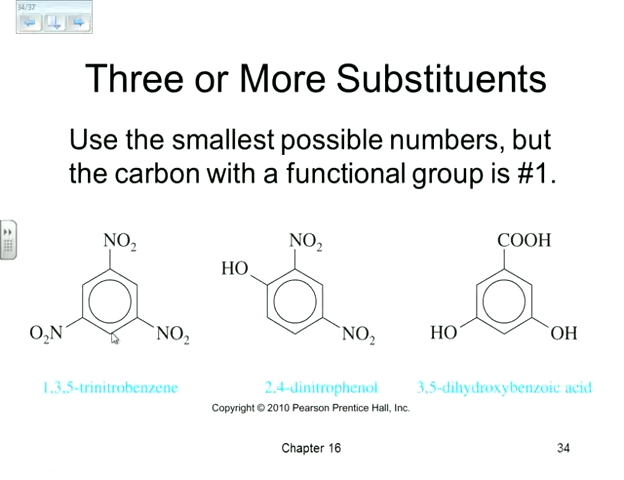 34/37
Three or More Substituents
Use the smallest possible numbers, but
the carbon with a functional group is #1.
NO2 NO2 COOH
HO
O2N NO2 NO2 HO OH
1,3,5-trinitrobenzene 2,4-dinitrophenol 3,5-dihydroxybenzoic acid
Copyright © 2010 Pearson Prentice Hall, Inc.
Chapter 16 34